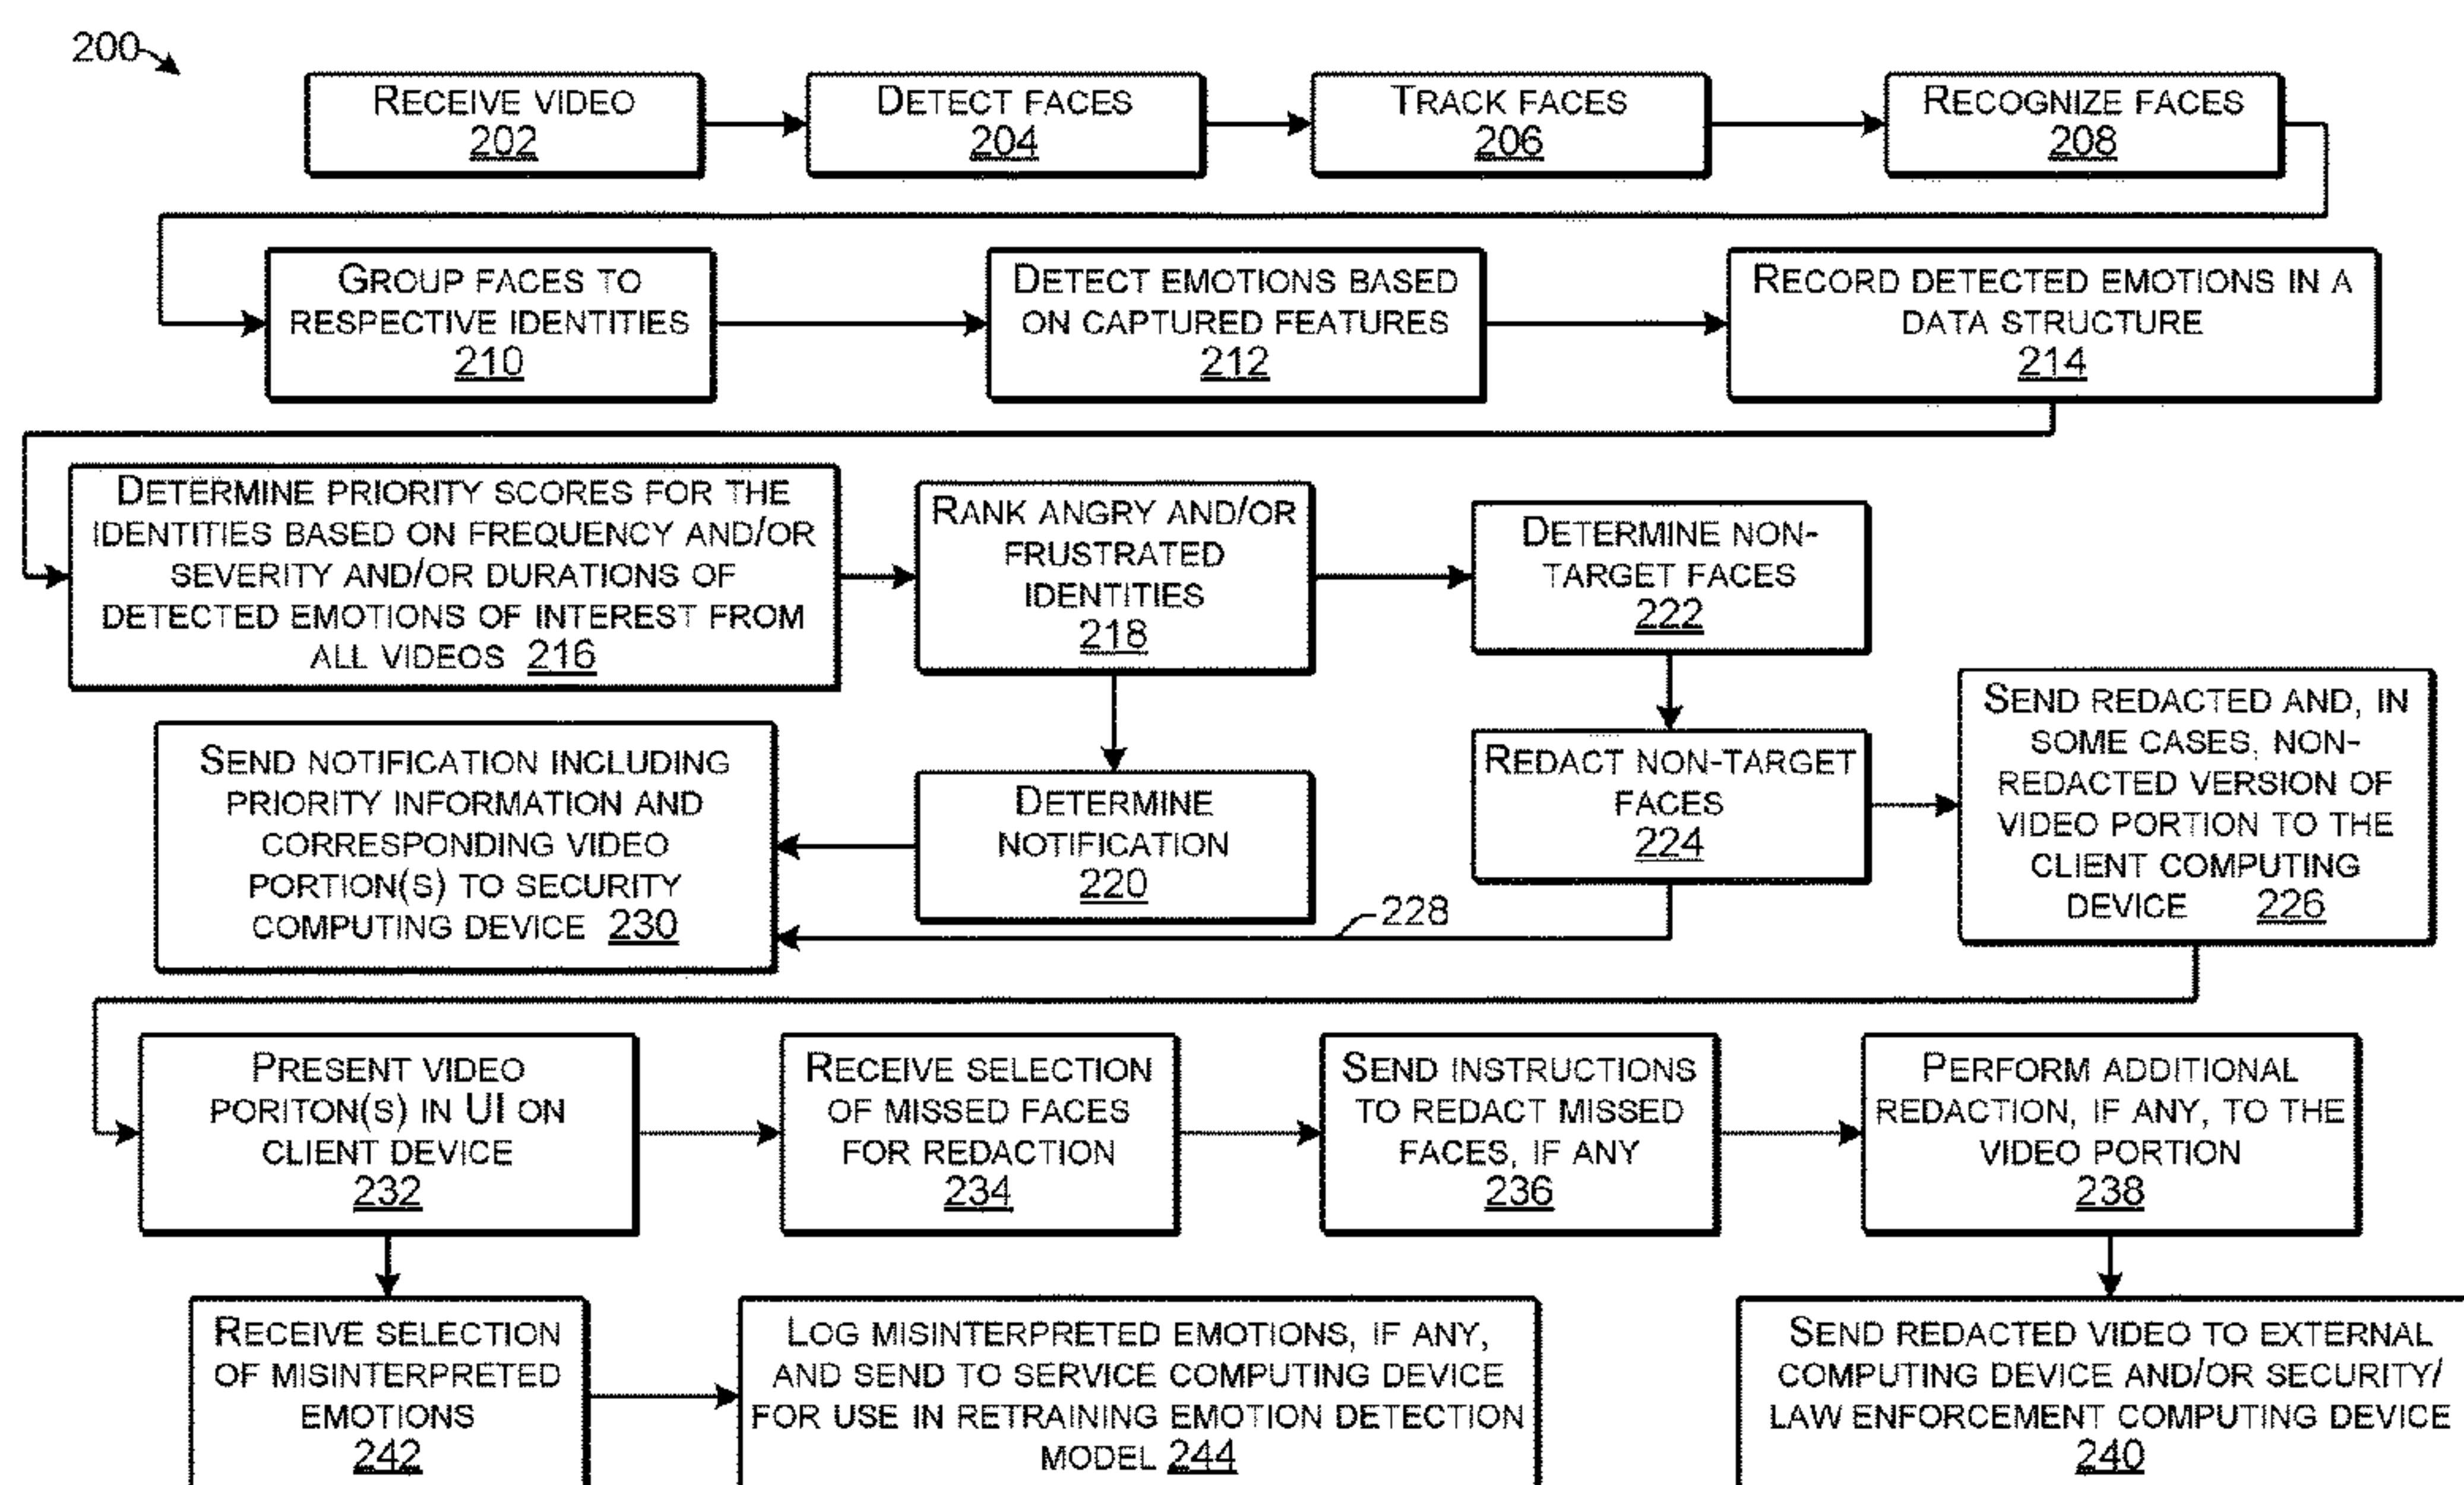 200
RECEIVE VIDEO
202
DETECT FACES
204
TRACK FACES
206
RECOGNIZE FACES
208
GROUP FACES TO
RESPECTIVE IDENTITIES
210
DETECT EMOTIONS BASED
ON CAPTURED FEATURES
212
RECORD DETECTED EMOTIONS IN A
DATA STRUCTURE
214
DETERMINE PRIORITY SCORES FOR THE
IDENTITIES BASED ON FREQUENCY AND/OR
SEVERITY AND/OR DURATIONS OF
DETECTED EMOTIONS OF INTEREST FROM
ALL VIDEOS 216
RANK ANGRY AND/OR
FRUSTRATED
IDENTITIES
218
DETERMINE NON-
TARGET FACES
222
SEND NOTIFICATION INCLUDING
PRIORITY INFORMATION AND
CORRESPONDING VIDEO
PORTION(S) TO SECURITY
COMPUTING DEVICE 230
DETERMINE
NOTIFICATION
220
REDACT NON-TARGET
FACES
224
228
SEND REDACTED AND, IN
SOME CASES, NON-
REDACTED VERSION OF
VIDEO PORTION TO THE
CLIENT COMPUTING
DEVICE 226
PRESENT VIDEO
PORITON(S) IN UI ON
CLIENT DEVICE
232
RECEIVE SELECTION
OF MISSED FACES
FOR REDACTION
234
SEND INSTRUCTIONS
TO REDACT MISSED
FACES, IF ANY
236
PERFORM ADDITIONAL
REDACTION, IF ANY, TO THE
VIDEO PORTION
238
RECEIVE SELECTION
OF MISINTERPRETED
EMOTIONS
242
LOG MISINTERPRETED EMOTIONS, IF ANY,
AND SEND TO SERVICE COMPUTING DEVICE
FOR USE IN RETRAINING EMOTION DETECTION
MODEL 244
SEND REDACTED VIDEO TO EXTERNAL
COMPUTING DEVICE AND/OR SECURITY/
LAW ENFORCEMENT COMPUTING DEVICE
240